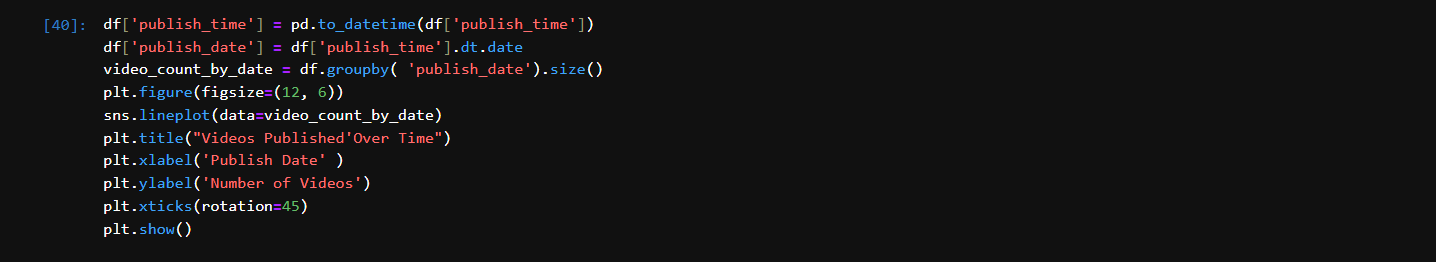 [40]: df['publish_time'] = pd.to_datetime(df['publish_time'])
df['publish_date'] = df['publish_time'].dt.date
video_count_by_date = df.groupby( 'publish_date').size()
plt.figure(figsize=(12, 6))
sns.lineplot(data=video_count_by_date)
plt.title("Videos Published'Over Time")
plt.xlabel('Publish Date' )
plt.ylabel('Number of Videos')
plt.xticks(rotation=45)
plt.show()